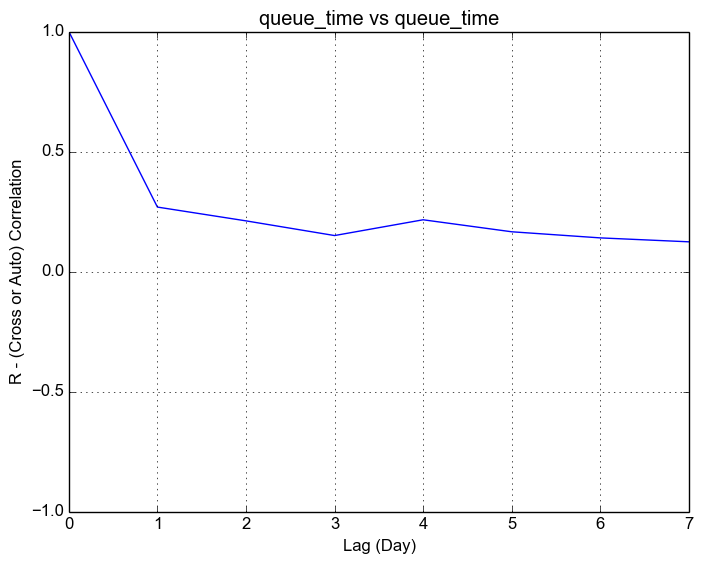 queue_time vs queue_time
R - (Cross or Auto) Correlation
1.0
0.5
0.0
−0.5
−1.0
0 1 2 3 4 5 6 7
Lag (Day)